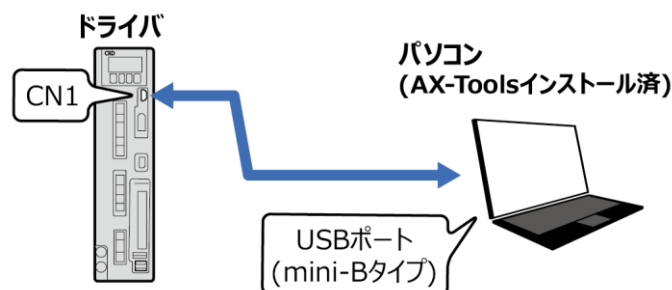 ドライバ
CKD
CN1
パソコン
(AX-Toolsインストール済)
USBポート
(mini-Bタイプ)